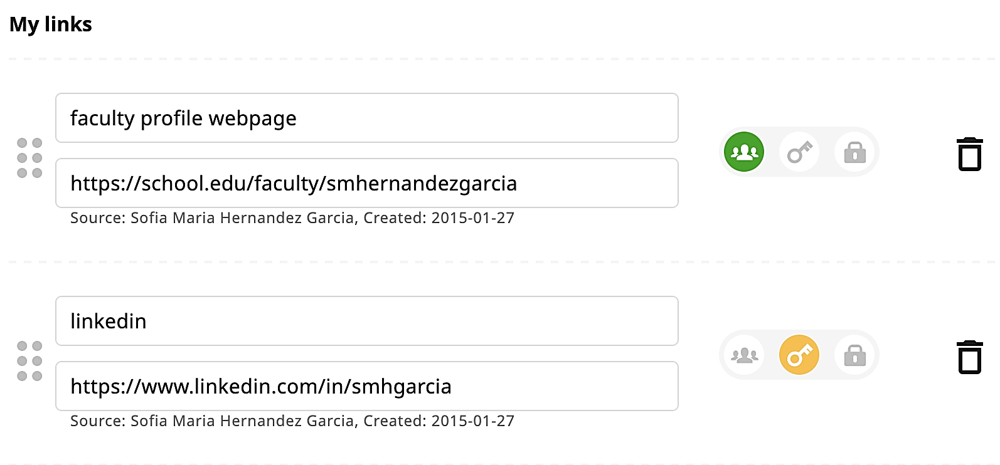 My links
faculty profile webpage
https://school.edu/faculty/smhernandezgarcia
Source: Sofia Maria Hernandez Garcia, Created: 2015-01-27
linkedin
https://www.linkedin.com/in/smhgarcia
Source: Sofia Maria Hernandez Garcia, Created: 2015-01-27